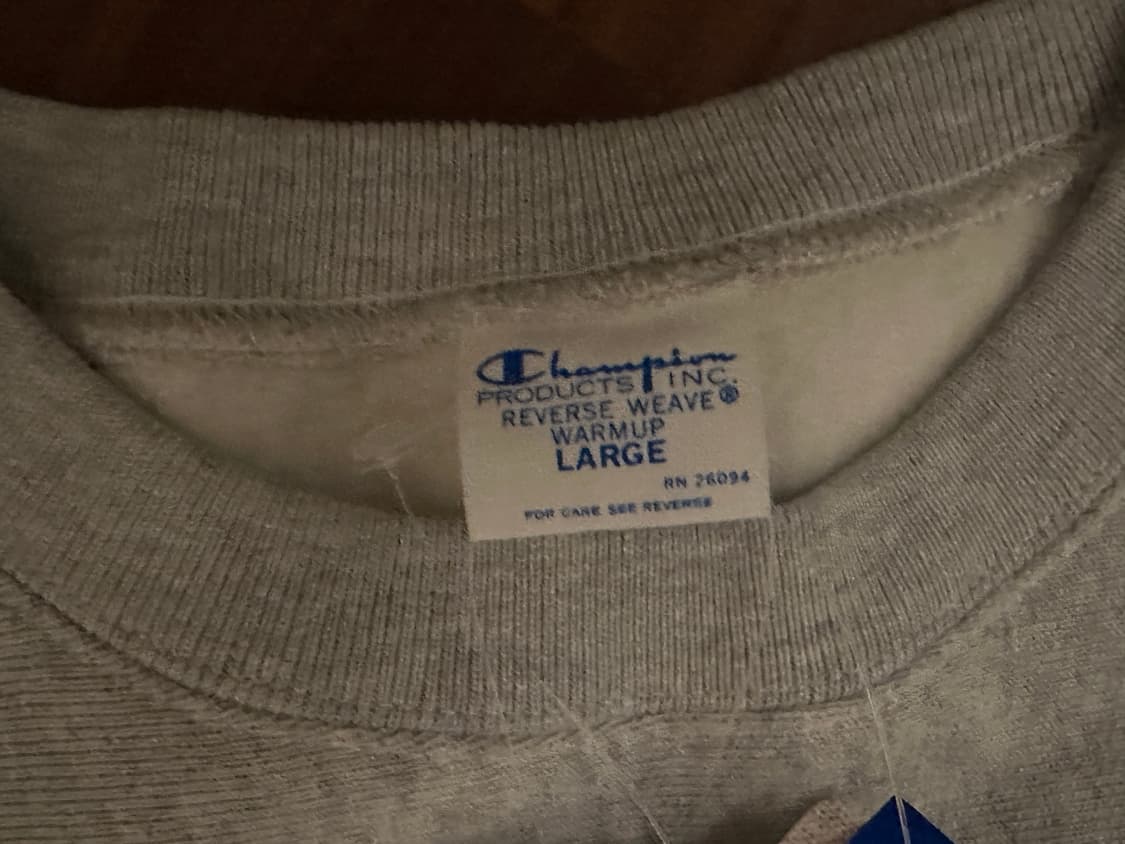 Champion
PRODUCTS INC.
REVERSE WEAVE®
WARMUP
LARGE
RN 26094
FOR CARE SEE REVERSE